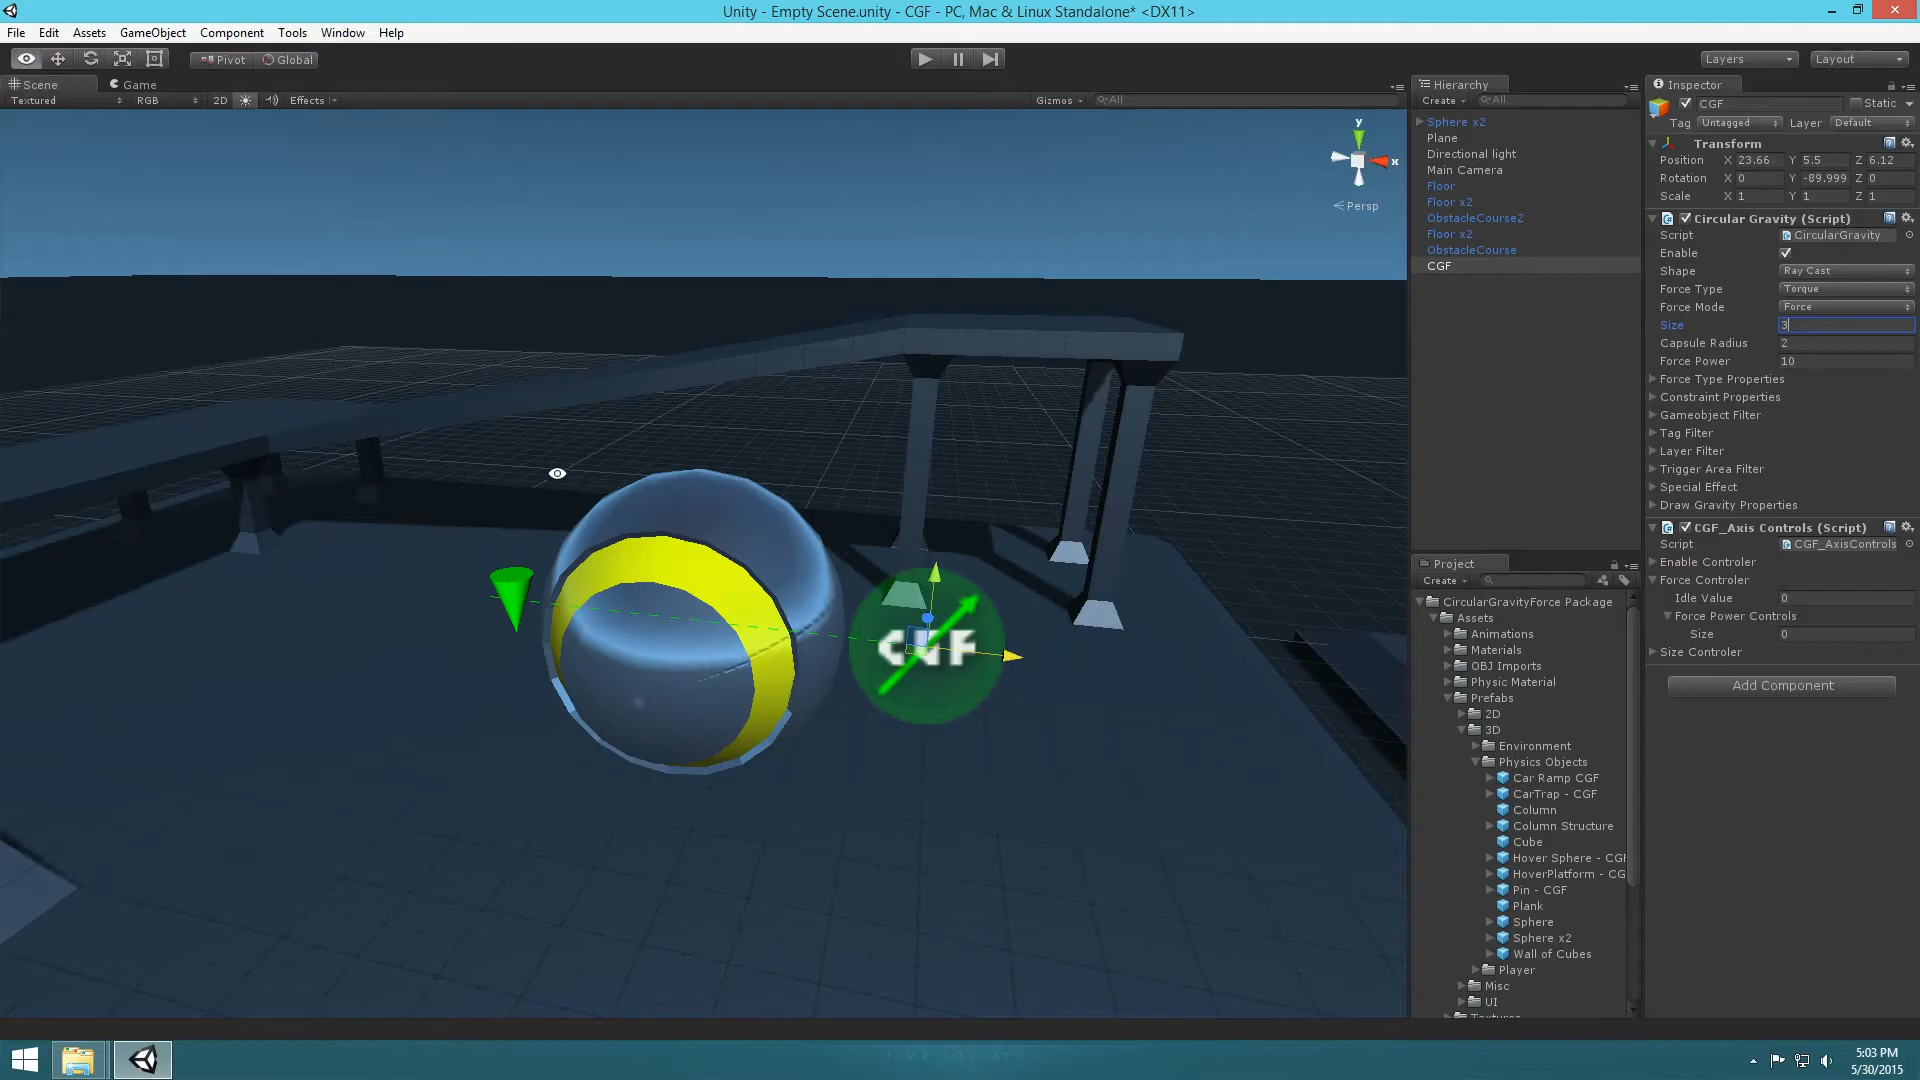 Unity - Empty Scene.unity - CGF - PC, Mac & Linux Standalone* <DX11>
File Edit Assets GameObject Component Tools Window Help
Pivot Global Layers Layout
Scene Game
Textured RGB 2D Effects Gizmos All
y
x
Persp
CGF
Hierarchy
Create All
Sphere x2
Plane
Directional light
Main Camera
Floor
Floor x2
ObstacleCourse2
Floor x2
ObstacleCourse
CGF
Project
Create
CircularGravityForce Package
Assets
Animations
Materials
OBJ Imports
Physic Material
Prefabs
2D
3D
Environment
Physics Objects
Car Ramp CGF
CarTrap - CGF
Column
Column Structure
Cube
Hover Sphere - CGF
HoverPlatform - CG
Pin - CGF
Plank
Sphere
Sphere x2
Wall of Cubes
Player
Misc
UI
Inspector
CGF Static
Tag Untagged Layer Default
Transform
Position X 23.66 Y 5.5 Z 6.12
Rotation X 0 Y -89.999 Z 0
Scale X 1 Y 1 Z 1
Circular Gravity (Script)
Script CircularGravity
Enable
Shape Ray Cast
Force Type Torque
Force Mode Force
Size 3
Capsule Radius 2
Force Power 10
Force Type Properties
Constraint Properties
Gameobject Filter
Tag Filter
Layer Filter
Trigger Area Filter
Special Effect
Draw Gravity Properties
CGF_Axis Controls (Script)
Script CGF_AxisControls
Enable Controler
Force Controler
Idle Value 0
Force Power Controls
Size 0
Size Controler
Add Component
5:03 PM
5/30/2015